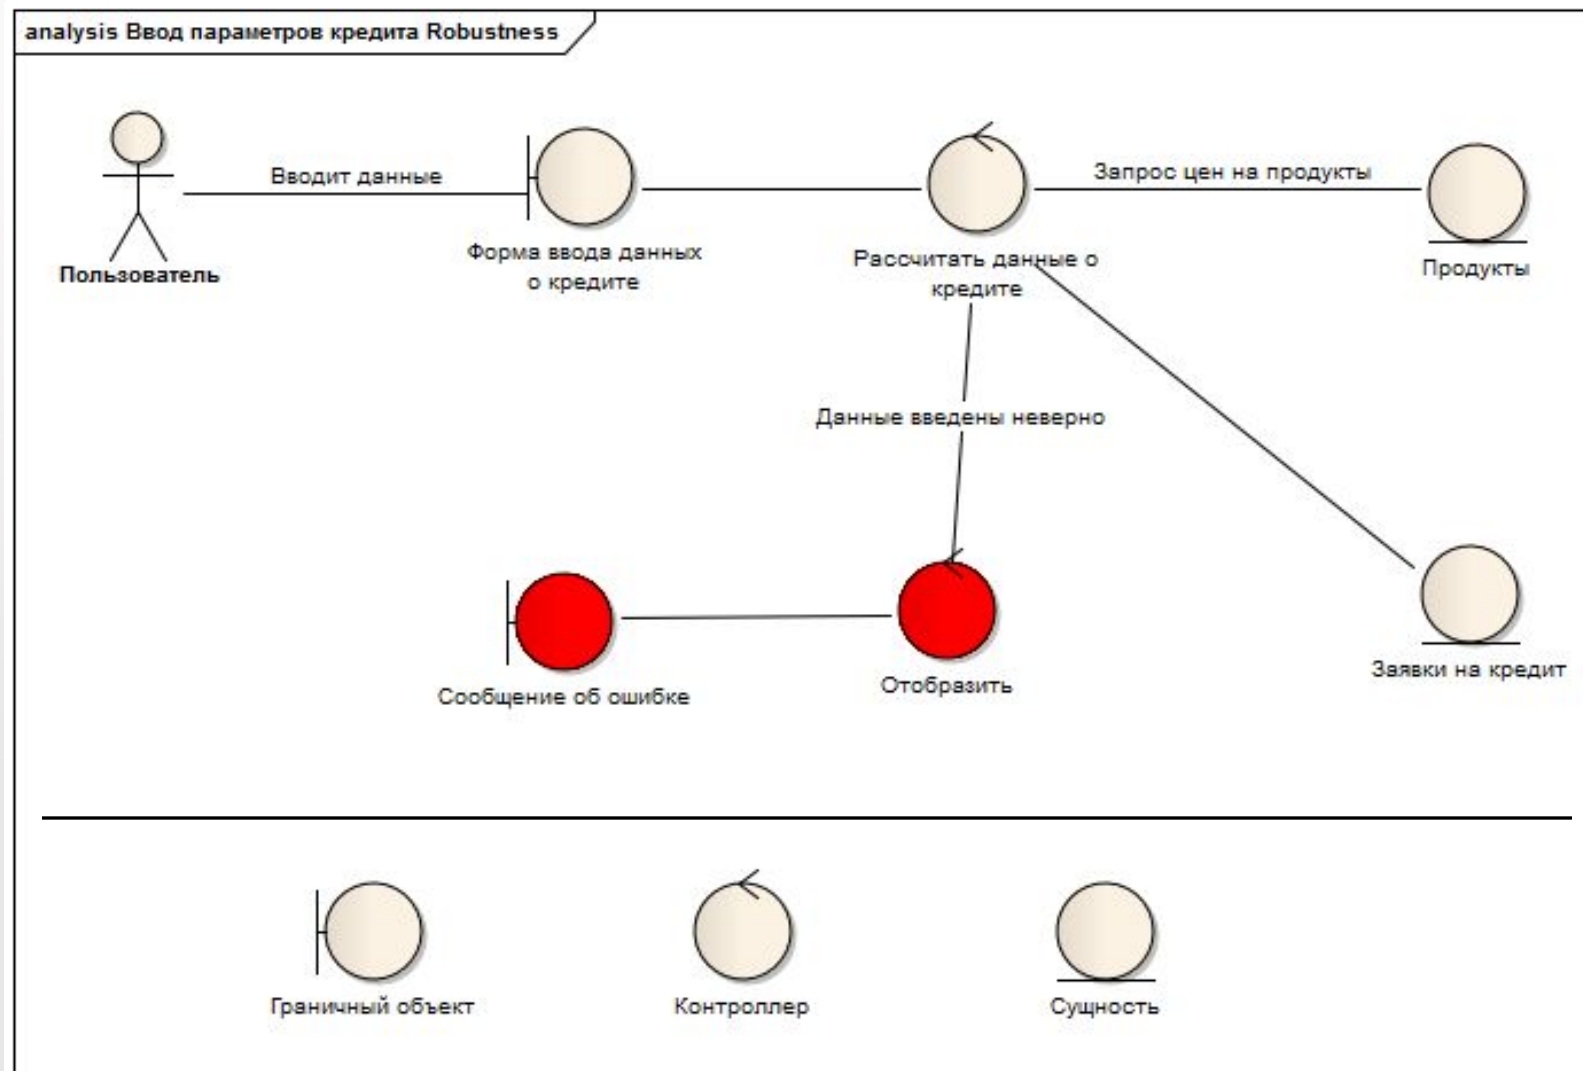 analysis Ввод параметров кредита Robustness
Вводит данные
Запрос цен на продукты
Пользователь
Форма ввода данных
о кредите
Рассчитать данные о
кредите
Продукты
Данные введены неверно
Сообщение об ошибке
Отобразить
Заявки на кредит
Граничный объект
Контроллер
Сущность